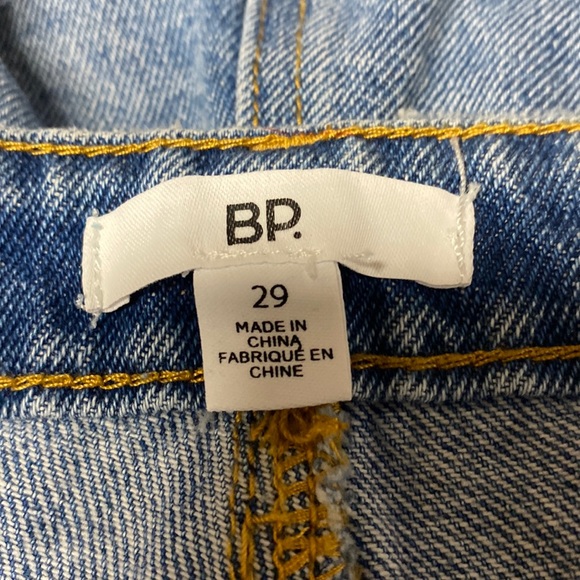 BP.
29
MADE IN
CHINA
FABRIQUÉ EN
CHINE